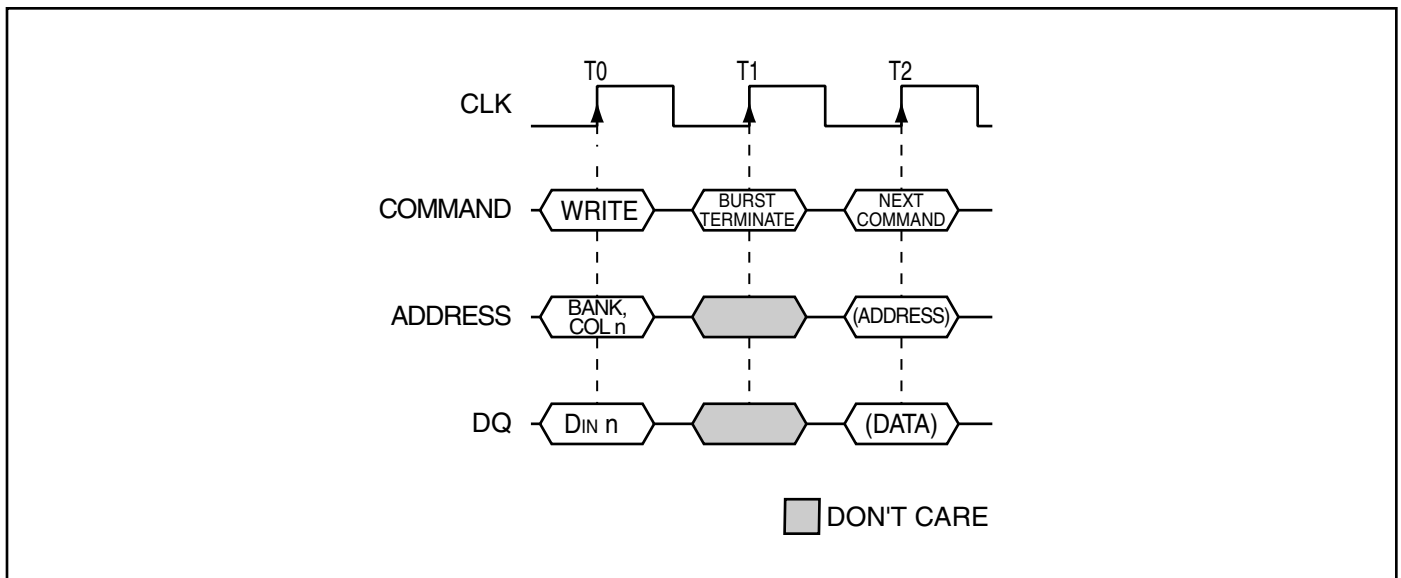 T0 T1 T2
CLK
COMMAND WRITE BURST TERMINATE NEXT COMMAND
ADDRESS BANK, COL n (ADDRESS)
DQ DIN n (DATA)
DON'T CARE